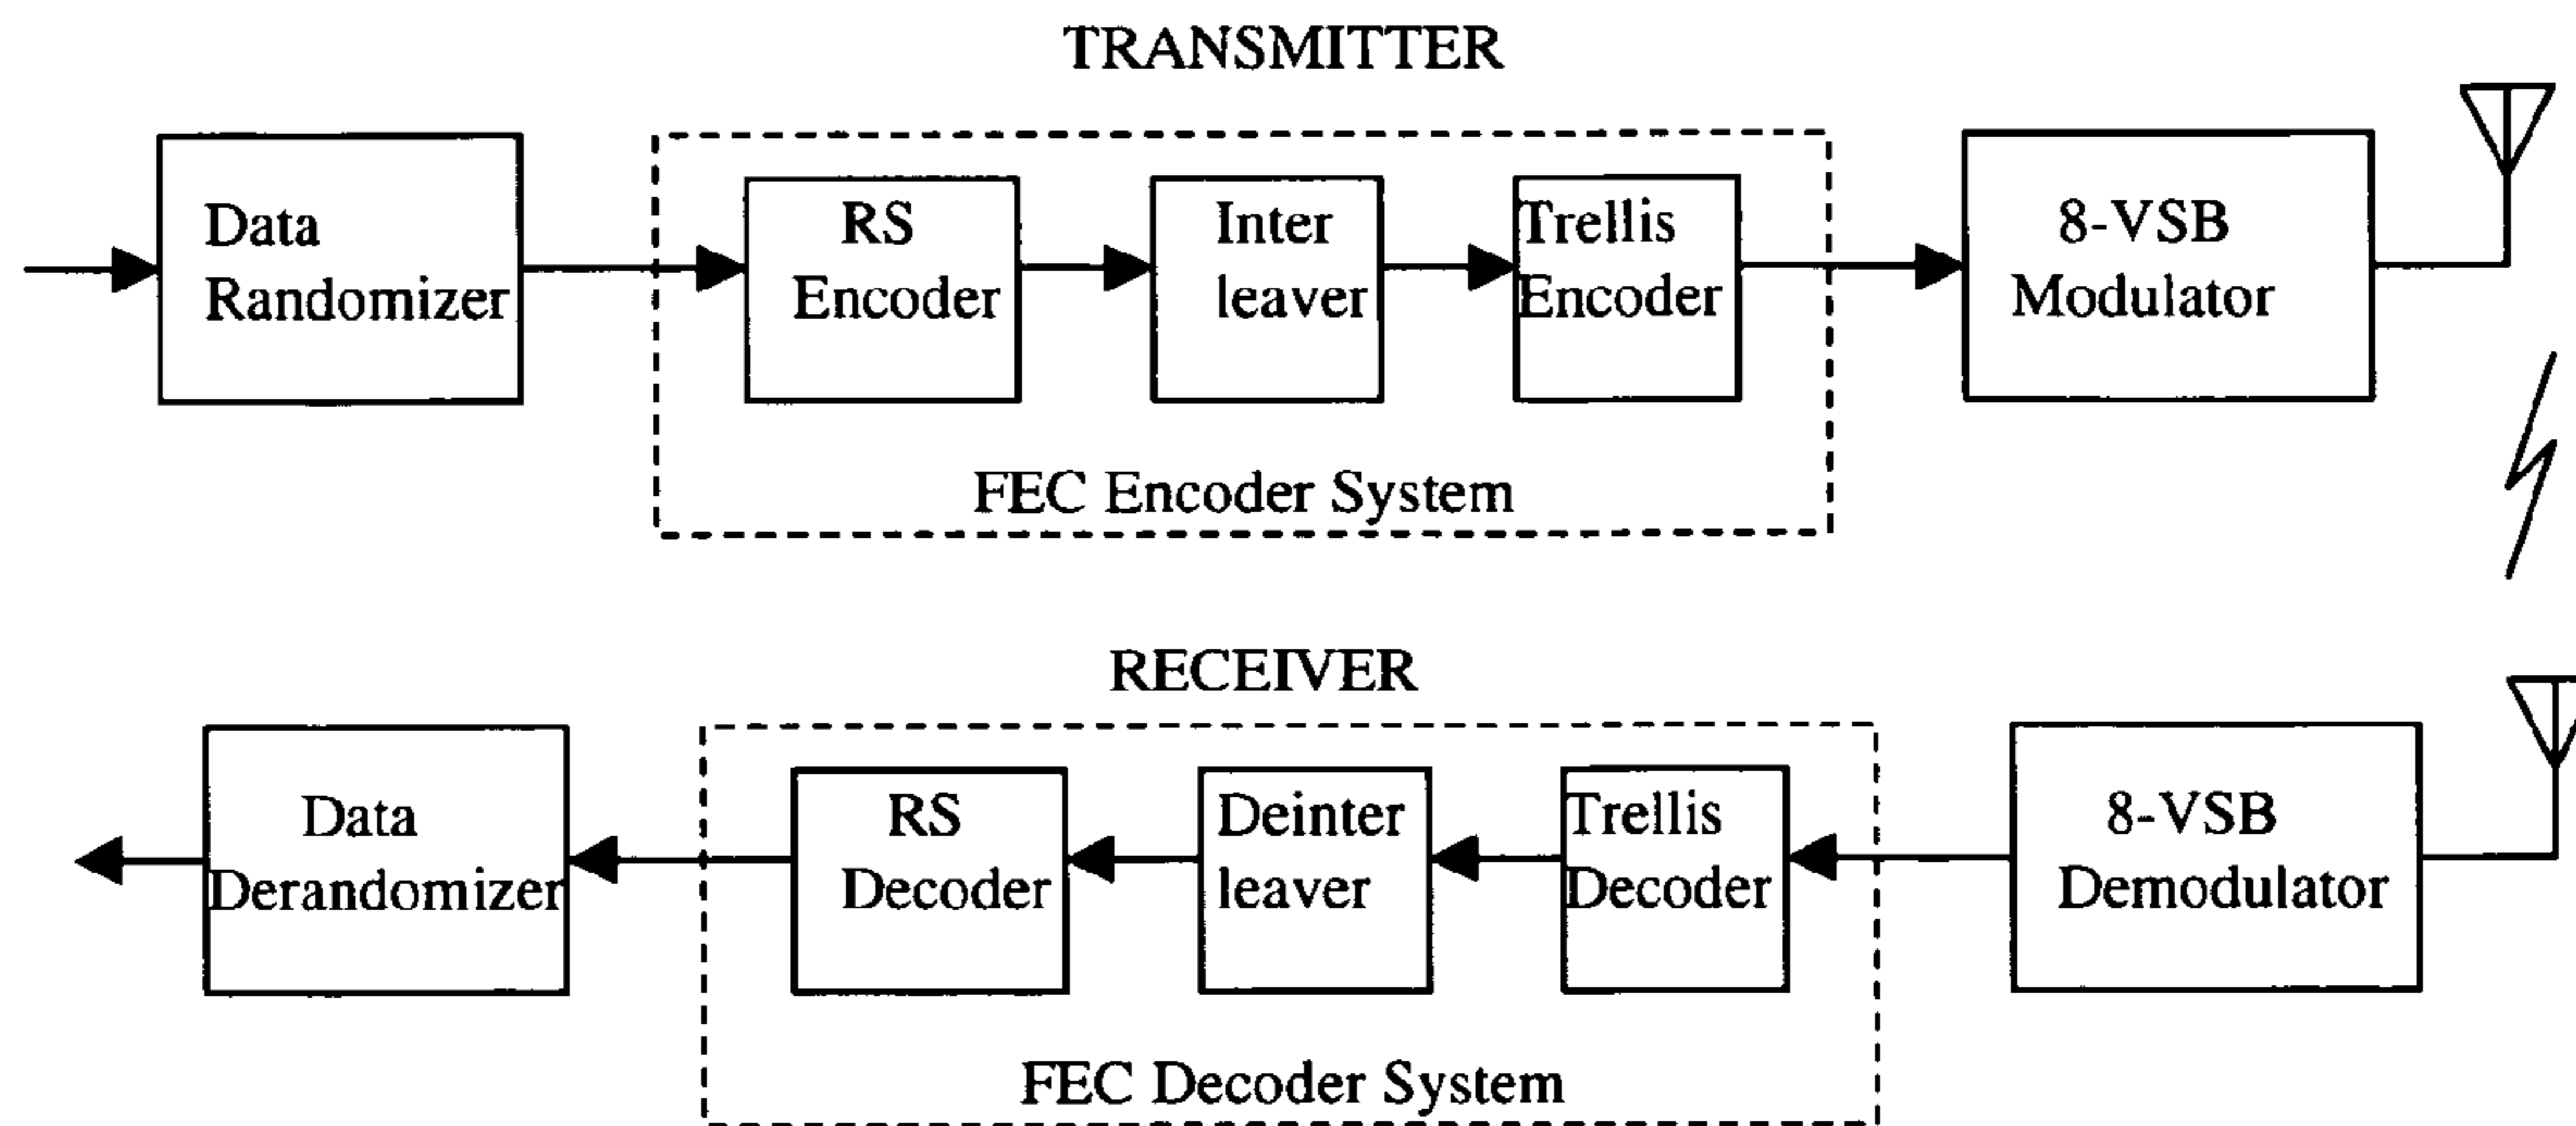 TRANSMITTER
Data
Randomizer
RS
Encoder
Inter
leaver
Trellis
Encoder
8-VSB
Modulator
FEC Encoder System
RECEIVER
Data
Derandomizer
RS
Decoder
Deinter
leaver
Trellis
Decoder
8-VSB
Demodulator
FEC Decoder System